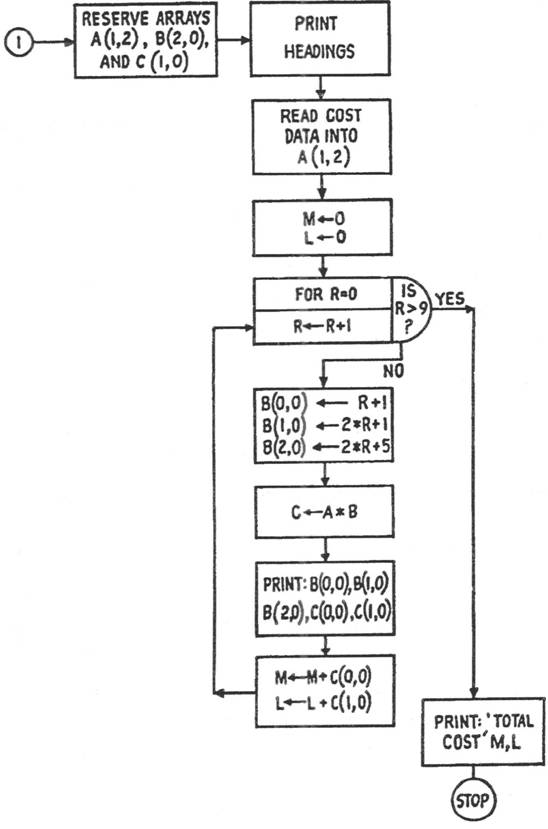 1
RESERVE ARRAYS
A(1,2), B(2,0),
AND C (1,0)
PRINT
HEADINGS
READ COST
DATA INTO
A(1,2)
M←0
L←0
FOR R=0
R←R+1
IS
R>9
?
YES
NO
B(0,0) ← R+1
B(1,0) ← 2*R+1
B(2,0) ← 2*R+5
C←A*B
PRINT: B(0,0),B(1,0)
B(2,0),C(0,0),C(1,0)
M←M+C(0,0)
L←L+C(1,0)
PRINT: 'TOTAL
COST' M,L
STOP